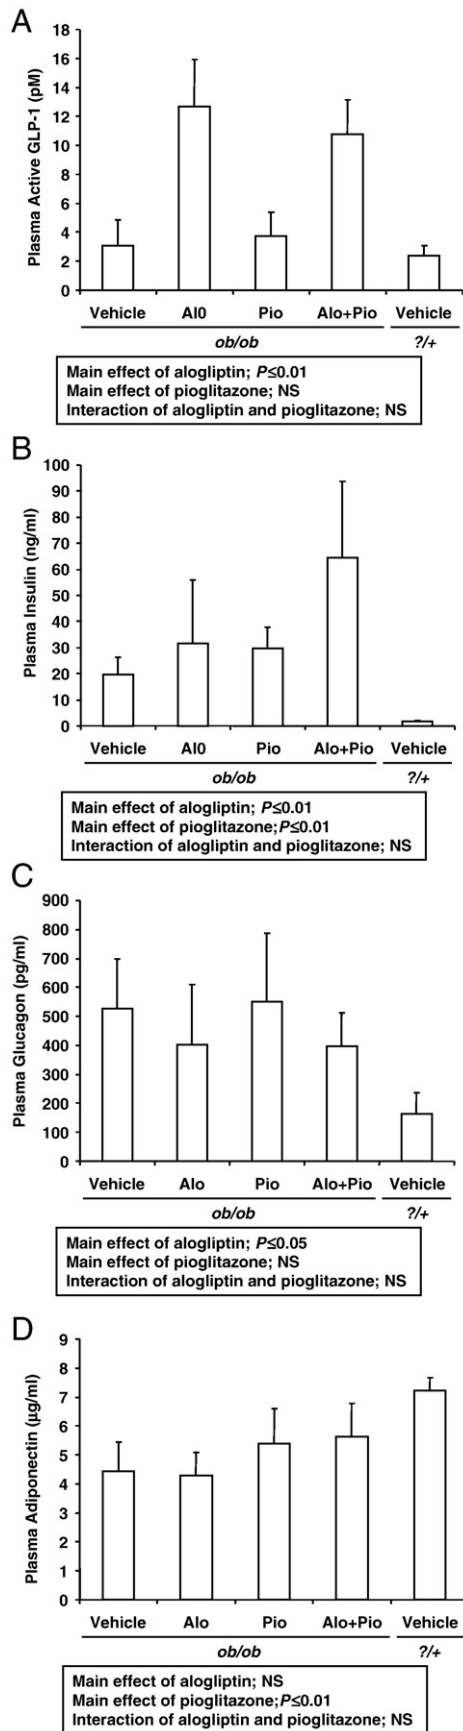 A
Plasma Active GLP-1 (pM)
18
16
14
12
10
8
6
4
2
0
Vehicle Al0 Pio Alo+Pio Vehicle
ob/ob ?/+
Main effect of alogliptin; P≤0.01
Main effect of pioglitazone; NS
Interaction of alogliptin and pioglitazone; NS
B
Plasma Insulin (ng/ml)
100
90
80
70
60
50
40
30
20
10
0
Vehicle Al0 Pio Alo+Pio Vehicle
ob/ob ?/+
Main effect of alogliptin; P≤0.01
Main effect of pioglitazone;P≤0.01
Interaction of alogliptin and pioglitazone; NS
C
Plasma Glucagon (pg/ml)
900
800
700
600
500
400
300
200
100
0
Vehicle Alo Pio Alo+Pio Vehicle
ob/ob ?/+
Main effect of alogliptin; P≤0.05
Main effect of pioglitazone; NS
Interaction of alogliptin and pioglitazone; NS
D
Plasma Adiponectin (µg/ml)
9
8
7
6
5
4
3
2
1
0
Vehicle Alo Pio Alo+Pio Vehicle
ob/ob ?/+
Main effect of alogliptin; NS
Main effect of pioglitazone;P≤0.01
Interaction of alogliptin and pioglitazone; NS